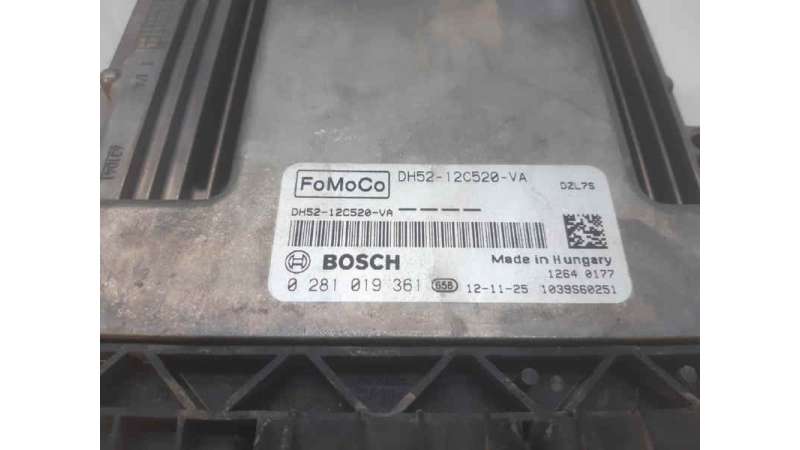 FoMoCo DH52-12C520-VA DZL7S
DH52-12C520-VA — — — —
BOSCH Made in Hungary
1264 0177
0 281 019 361 658 12-11-25 1039S60251